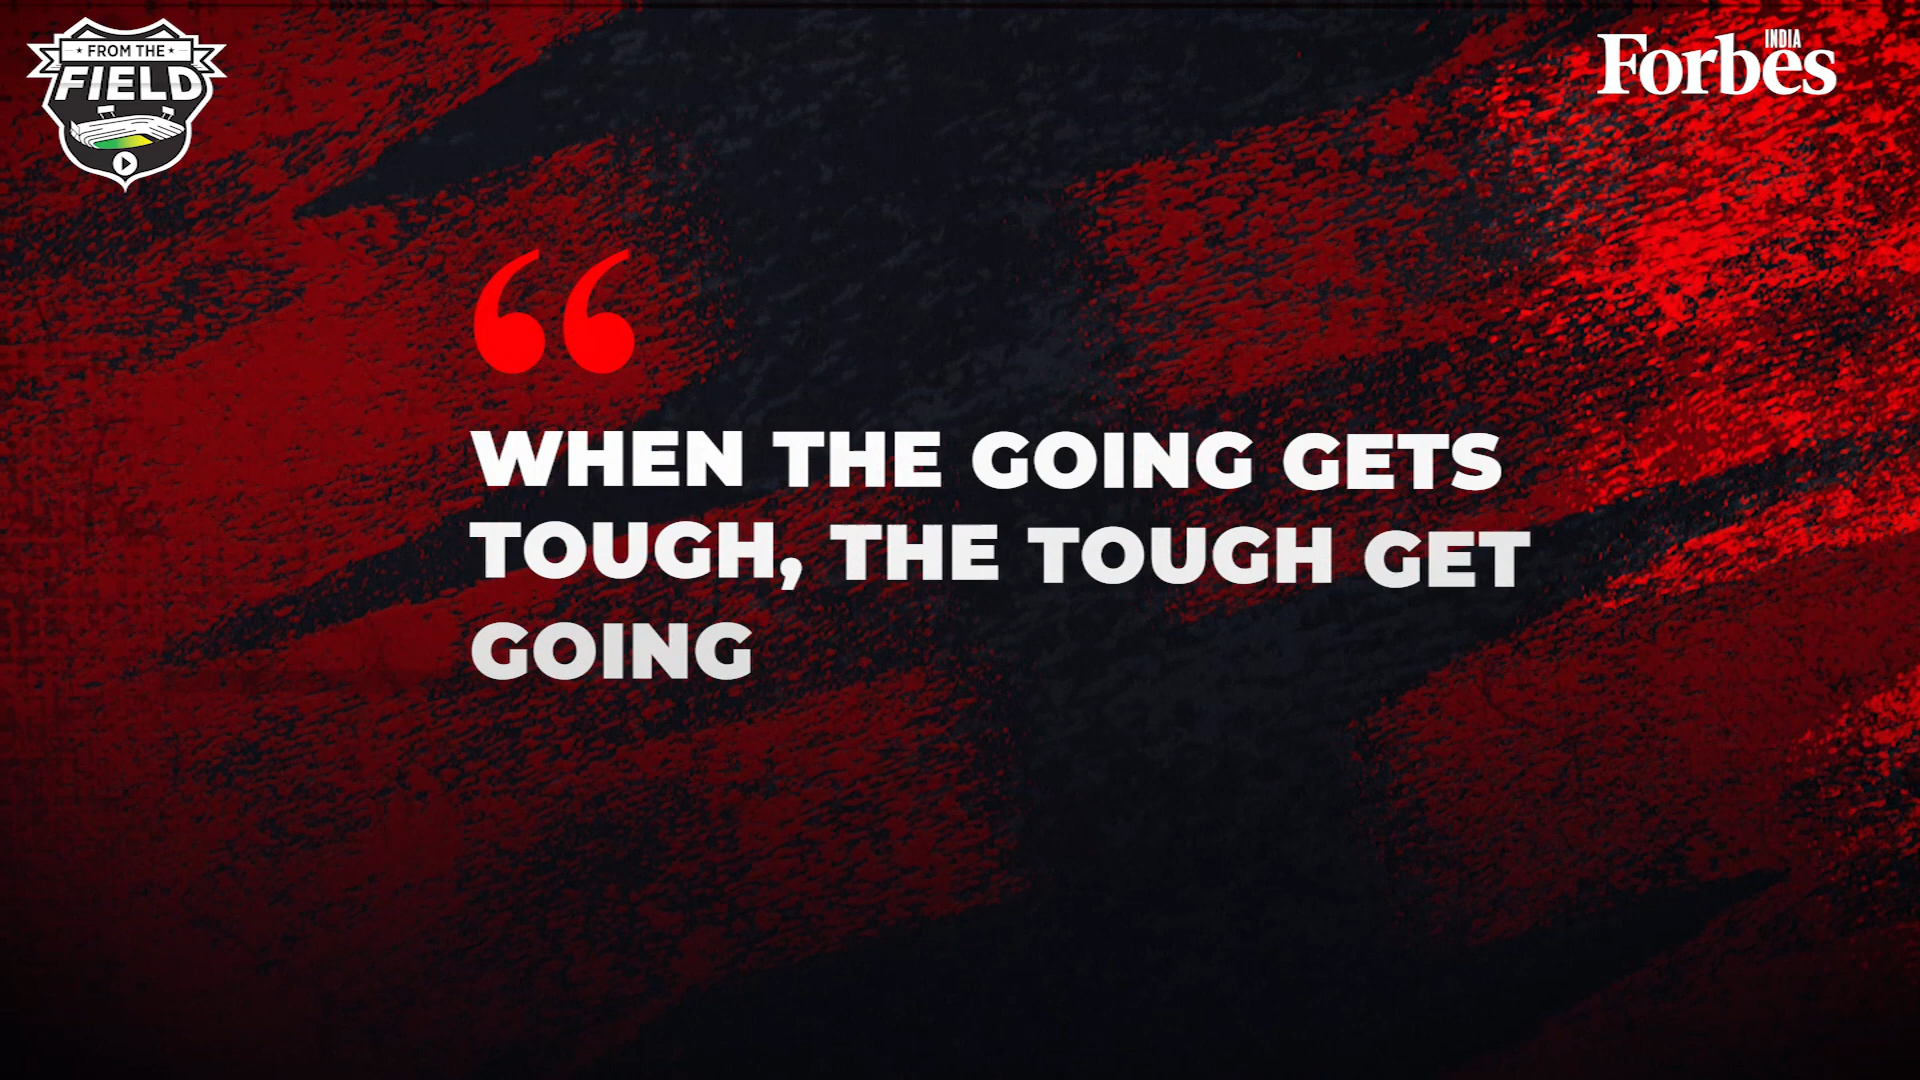 FROM THE
FIELD
Forbes
INDIA
WHEN THE GOING GETS
TOUGH, THE TOUGH GET
GOING